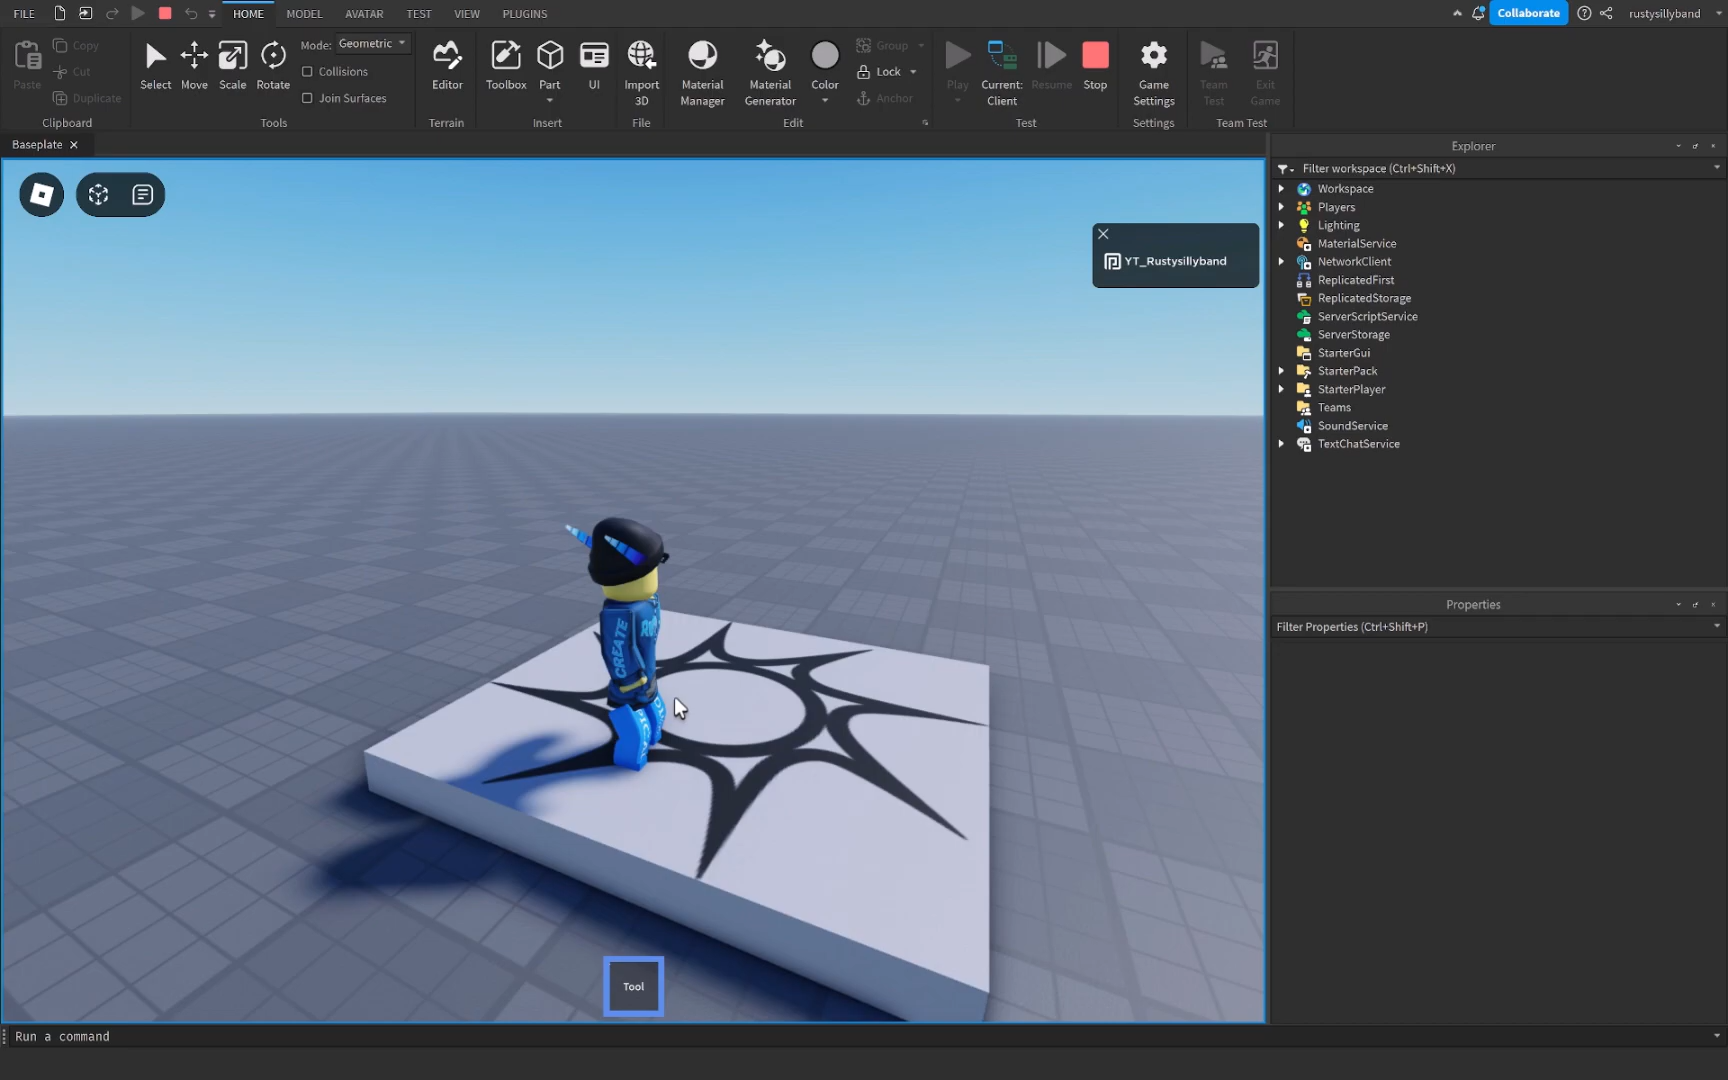 FILE HOME MODEL AVATAR TEST VIEW PLUGINS Collaborate rustysillyband
Paste Copy Cut Duplicate
Clipboard
Select Move Scale Rotate
Mode: Geometric
Collisions
Join Surfaces
Tools
Editor
Terrain
Toolbox Part UI
Insert
Import
3D
File
Material
Manager
Material
Generator
Color
Group
Lock
Anchor
Edit
Play
Current:
Client
Resume
Stop
Test
Game
Settings
Settings
Team
Test
Exit
Game
Team Test
Baseplate
YT_Rustysillyband
CREATE
Tool
Run a command
Explorer
Filter workspace (Ctrl+Shift+X)
Workspace
Players
Lighting
MaterialService
NetworkClient
ReplicatedFirst
ReplicatedStorage
ServerScriptService
ServerStorage
StarterGui
StarterPack
StarterPlayer
Teams
SoundService
TextChatService
Properties
Filter Properties (Ctrl+Shift+P)